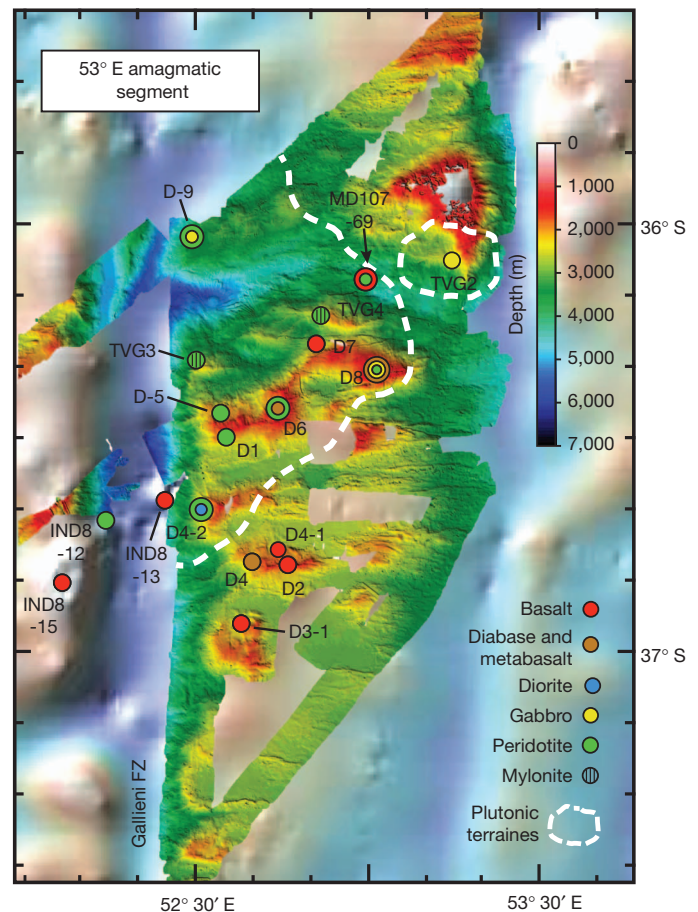 53° E amagmatic
segment
0
1,000
2,000
3,000
4,000
5,000
6,000
7,000
Depth (m)
36° S
37° S
D-9
MD107
-69
TVG2
TVG4
TVG3
D7
D8
D-5
D6
D1
IND8
-12
IND8
-13
D4-2
D4-1
D4
D2
IND8
-15
D3-1
Basalt
Diabase and
metabasalt
Diorite
Gabbro
Peridotite
Mylonite
Plutonic
terraines
Gallieni FZ
52° 30′ E
53° 30′ E